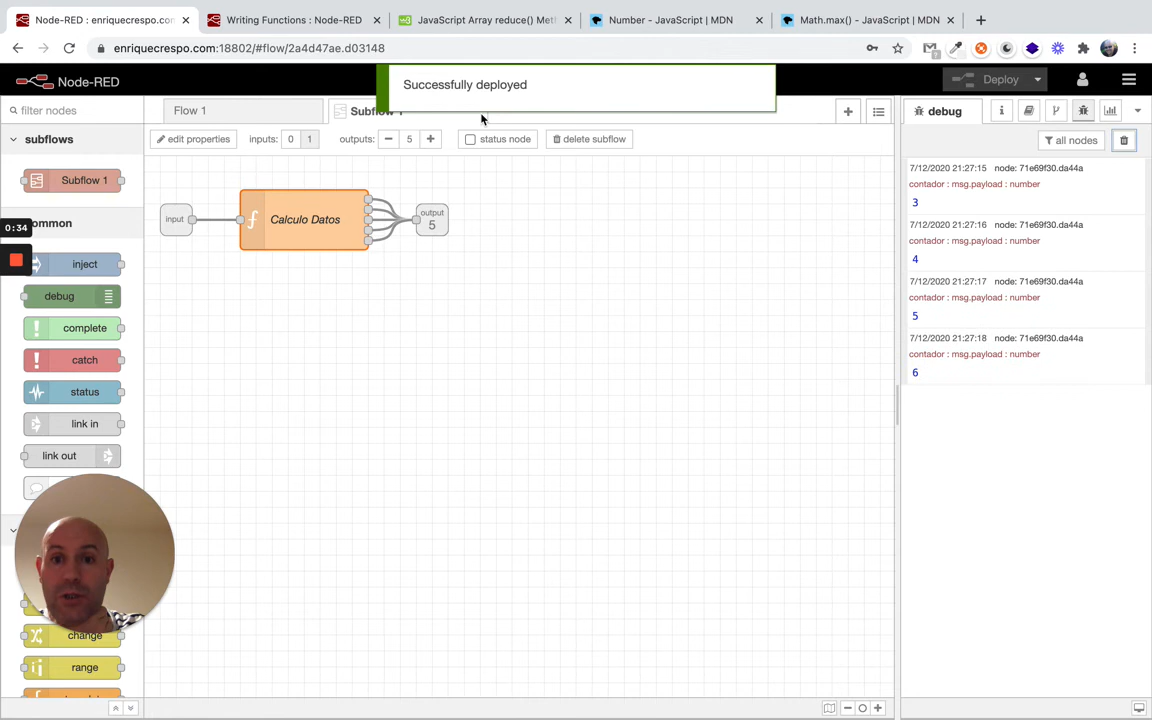 Node-RED
Writing Functions : Node-RED
JavaScript Array reduce() Met
Number - JavaScript | MDN
Math.max() - JavaScript | MDN
enriquecrespo.com:18802/#flow/2a4d47ae.d03148
Node-RED
Successfully deployed
Deploy
filter nodes
Flow 1
Subflow 1
debug
subflows
edit properties
inputs: 0 1
outputs: 5
status node
delete subflow
all nodes
Subflow 1
input
Calculo Datos
output
5
7/12/2020 21:27:15 node: 71e69f30.da44a
contador : msg.payload : number
3
7/12/2020 21:27:16 node: 71e69f30.da44a
contador : msg.payload : number
4
7/12/2020 21:27:17 node: 71e69f30.da44a
contador : msg.payload : number
5
7/12/2020 21:27:18 node: 71e69f30.da44a
contador : msg.payload : number
6
0:34
ommon
inject
debug
complete
catch
status
link in
link out
change
range